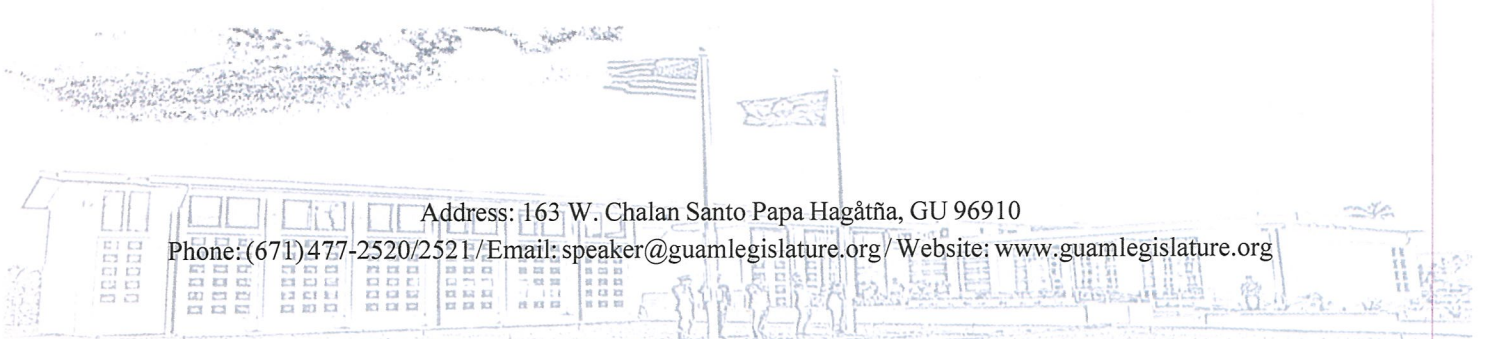 Address: 163 W. Chalan Santo Papa Hagåtña, GU 96910
Phone: (671)477-2520/2521/Email: speaker@guamlegislature.org/ Website: www.guamlegislature.org